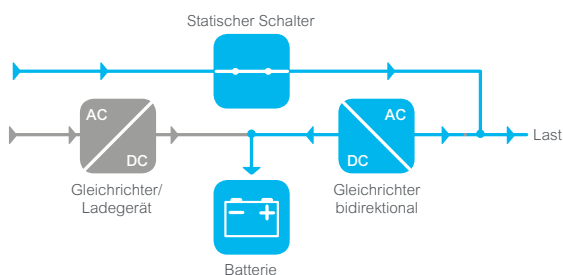 Statischer Schalter
AC
DC
AC
DC
Last
Gleichrichter/
Ladegerät
Gleichrichter
bidirektional
Batterie